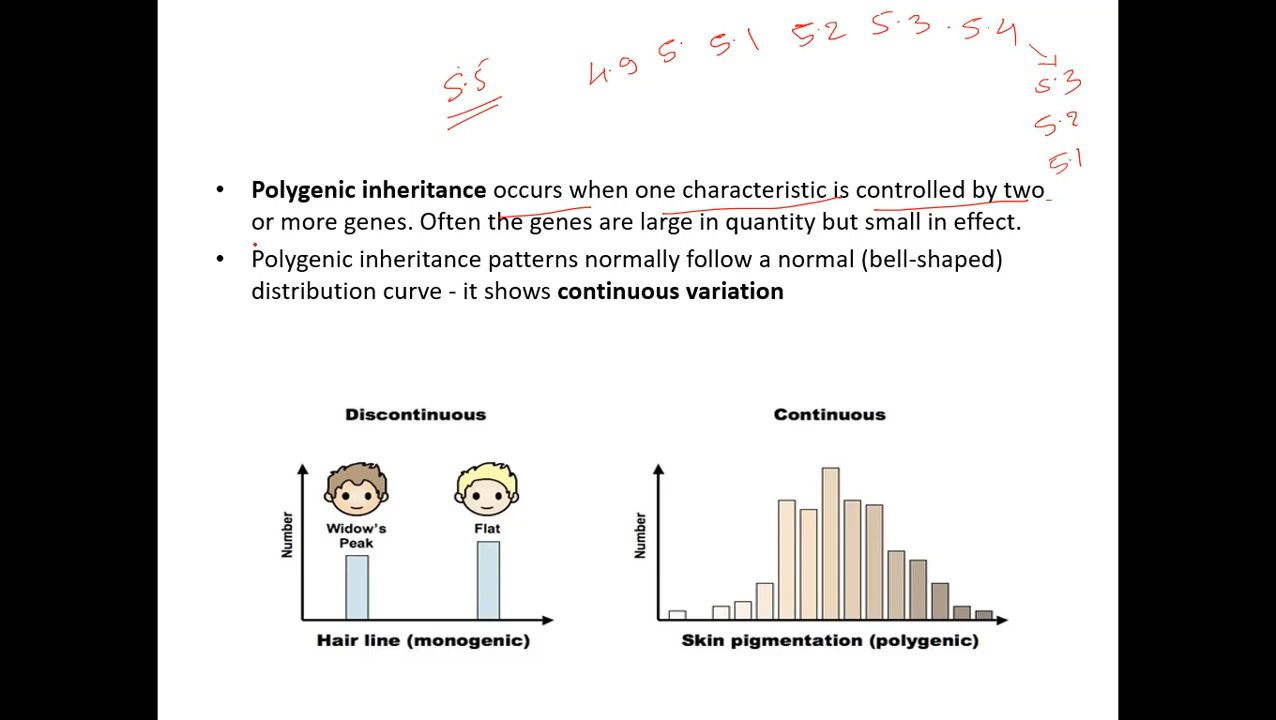 5.5 4.9 5. 5.1 5.2 5.3 . 5.4
5.3
5.2
5.1
• Polygenic inheritance occurs when one characteristic is controlled by two
or more genes. Often the genes are large in quantity but small in effect.
• Polygenic inheritance patterns normally follow a normal (bell-shaped)
distribution curve - it shows continuous variation
Discontinuous
Number
Widow's
Peak
Flat
Hair line (monogenic)
Continuous
Number
Skin pigmentation (polygenic)